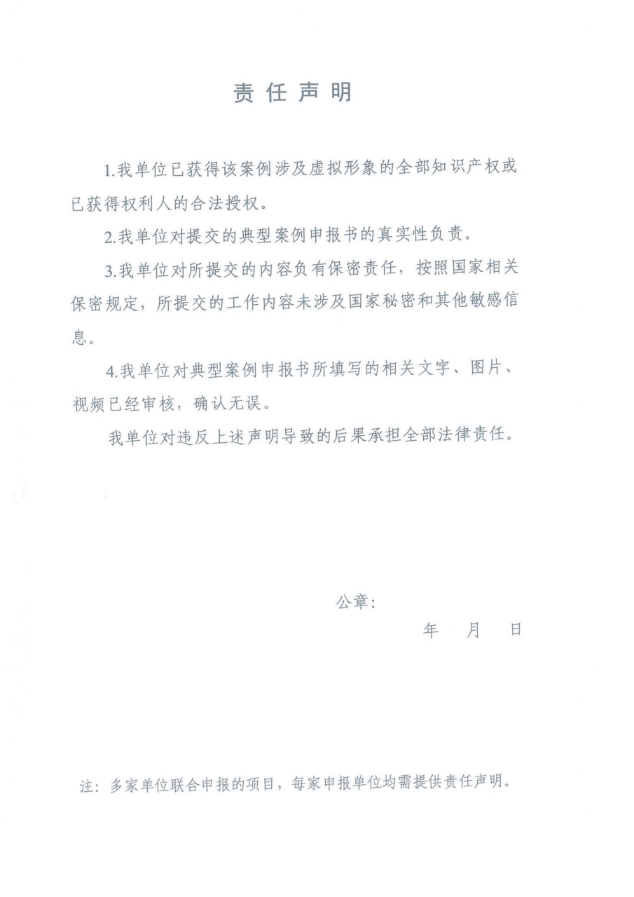 责任声明
1.我单位已获得该案例涉及虚拟形象的全部知识产权或
已获得权利人的合法授权。
2.我单位对提交的典型案例申报书的真实性负责。
3.我单位对所提交的内容负有保密责任，按照国家相关
保密规定，所提交的工作内容未涉及国家秘密和其他敏感信
息。
4.我单位对典型案例申报书所填写的相关文字、图片、
视频已经审核，确认无误。
我单位对违反上述声明导致的后果承担全部法律责任。
公章：
年 月 日
注：多家单位联合申报的项目，每家申报单位均需提供责任声明。